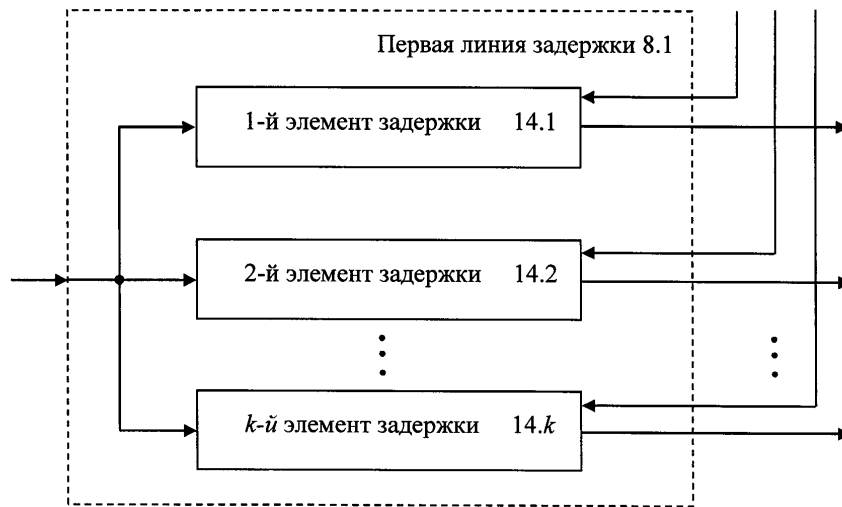 Первая линия задержки 8.1
1-й элемент задержки 14.1
2-й элемент задержки 14.2
k-й элемент задержки 14.k